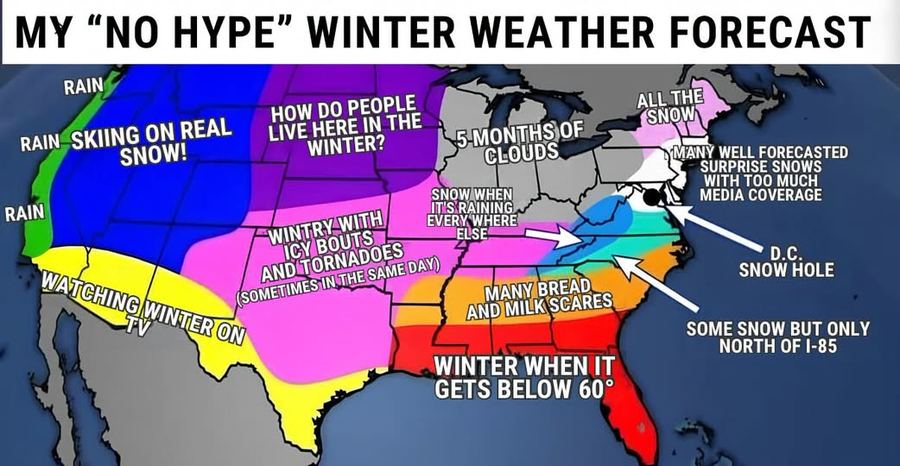 MY “NO HYPE” WINTER WEATHER FORECAST
RAIN
RAIN
RAIN
SKIING ON REAL
SNOW!
HOW DO PEOPLE
LIVE HERE IN THE
WINTER?
5 MONTHS OF
CLOUDS
ALL THE
SNOW
MANY WELL FORECASTED
SURPRISE SNOWS
WITH TOO MUCH
MEDIA COVERAGE
SNOW WHEN
IT'S RAINING
EVERYWHERE
ELSE
WINTRY WITH
ICY BOUTS
AND TORNADOES
(SOMETIMES IN THE SAME DAY)
D.C.
SNOW HOLE
WATCHING WINTER ON
TV
MANY BREAD
AND MILK SCARES
SOME SNOW BUT ONLY
NORTH OF I-85
WINTER WHEN IT
GETS BELOW 60°